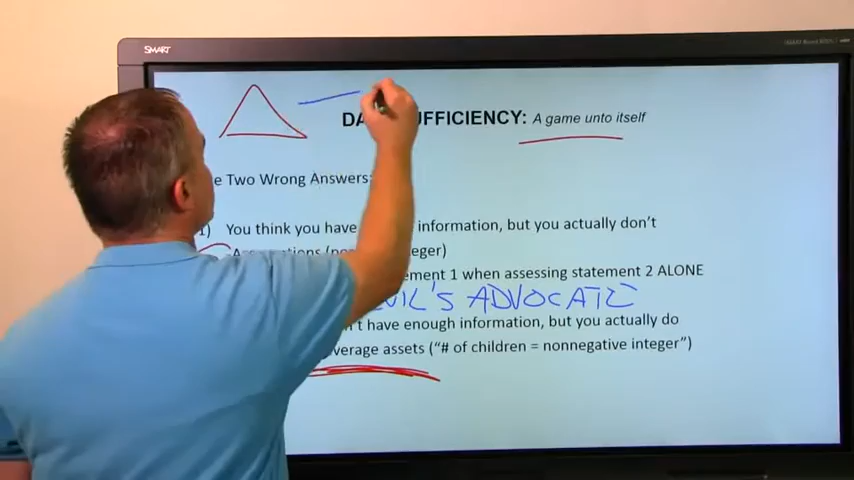 SMART
DA UFFICIENCY: A game unto itself
e Two Wrong Answers:
1) You think you have information, but you actually don't
eger)
ement 1 when assessing statement 2 ALONE
EVIL'S ADVOCATE
n't have enough information, but you actually do
verage assets ("# of children = nonnegative integer")